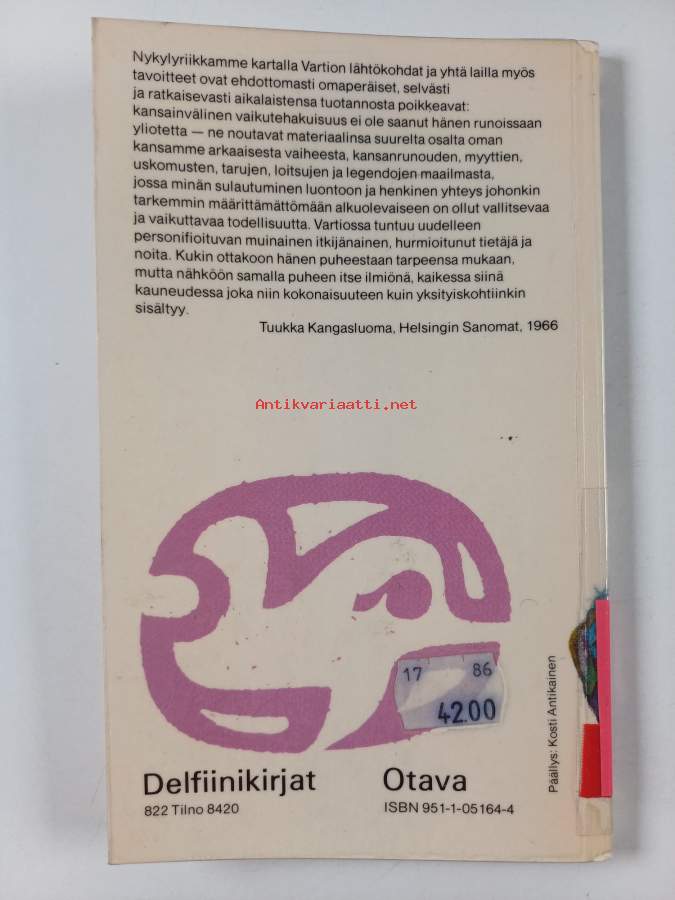 Nykylyriikkamme kartalla Vartion lähtökohdat ja yhtä lailla myös
tavoitteet ovat ehdottomasti omaperäiset, selvästi
ja ratkaisevasti aikalaistensa tuotannosta poikkeavat:
kansainvälinen vaikutehakuisuus ei ole saanut hänen runoissaan
yliotetta — ne noutavat materiaalinsa suurelta osalta oman
kansamme arkaaisesta vaiheesta, kansanrunouden, myyttien,
uskomusten, tarujen, loitsujen ja legendojen maailmasta,
jossa minän sulautuminen luontoon ja henkinen yhteys johonkin
tarkemmin määrittämättömään alkuolevaiseen on ollut vallitsevaa
ja vaikuttavaa todellisuutta. Vartiossa tuntuu uudelleen
personifioituvan muinainen itkijänainen, hurmioitunut tietäjä ja
noita. Kukin ottakoon hänen puheestaan tarpeensa mukaan,
mutta nähköön samalla puheen itse ilmiönä, kaikessa siinä
kauneudessa joka niin kokonaisuuteen kuin yksityiskohtiinkin
sisältyy.
Tuukka Kangasluoma, Helsingin Sanomat, 1966
Antikvariaatti.net
17 86
42.00
Päällys: Kosti Antikainen
Delfiinikirjat Otava
822 Tilno 8420 ISBN 951-1-05164-4